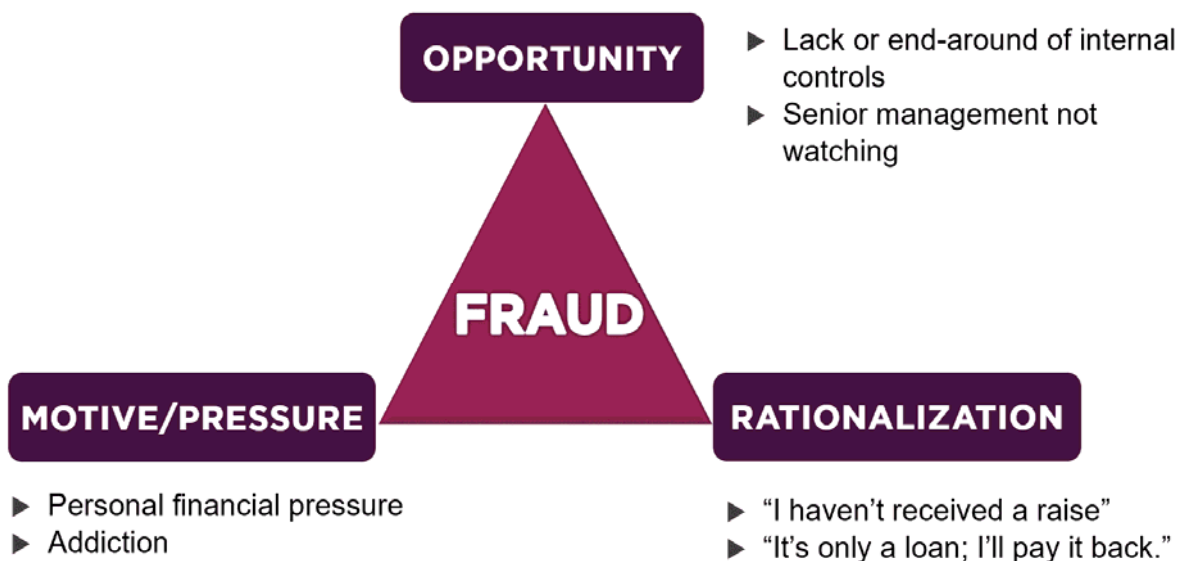 OPPORTUNITY
▶ Lack or end-around of internal
controls
▶ Senior management not
watching
FRAUD
MOTIVE/PRESSURE
▶ Personal financial pressure
▶ Addiction
RATIONALIZATION
▶ “I haven’t received a raise”
▶ “It’s only a loan; I’ll pay it back.”